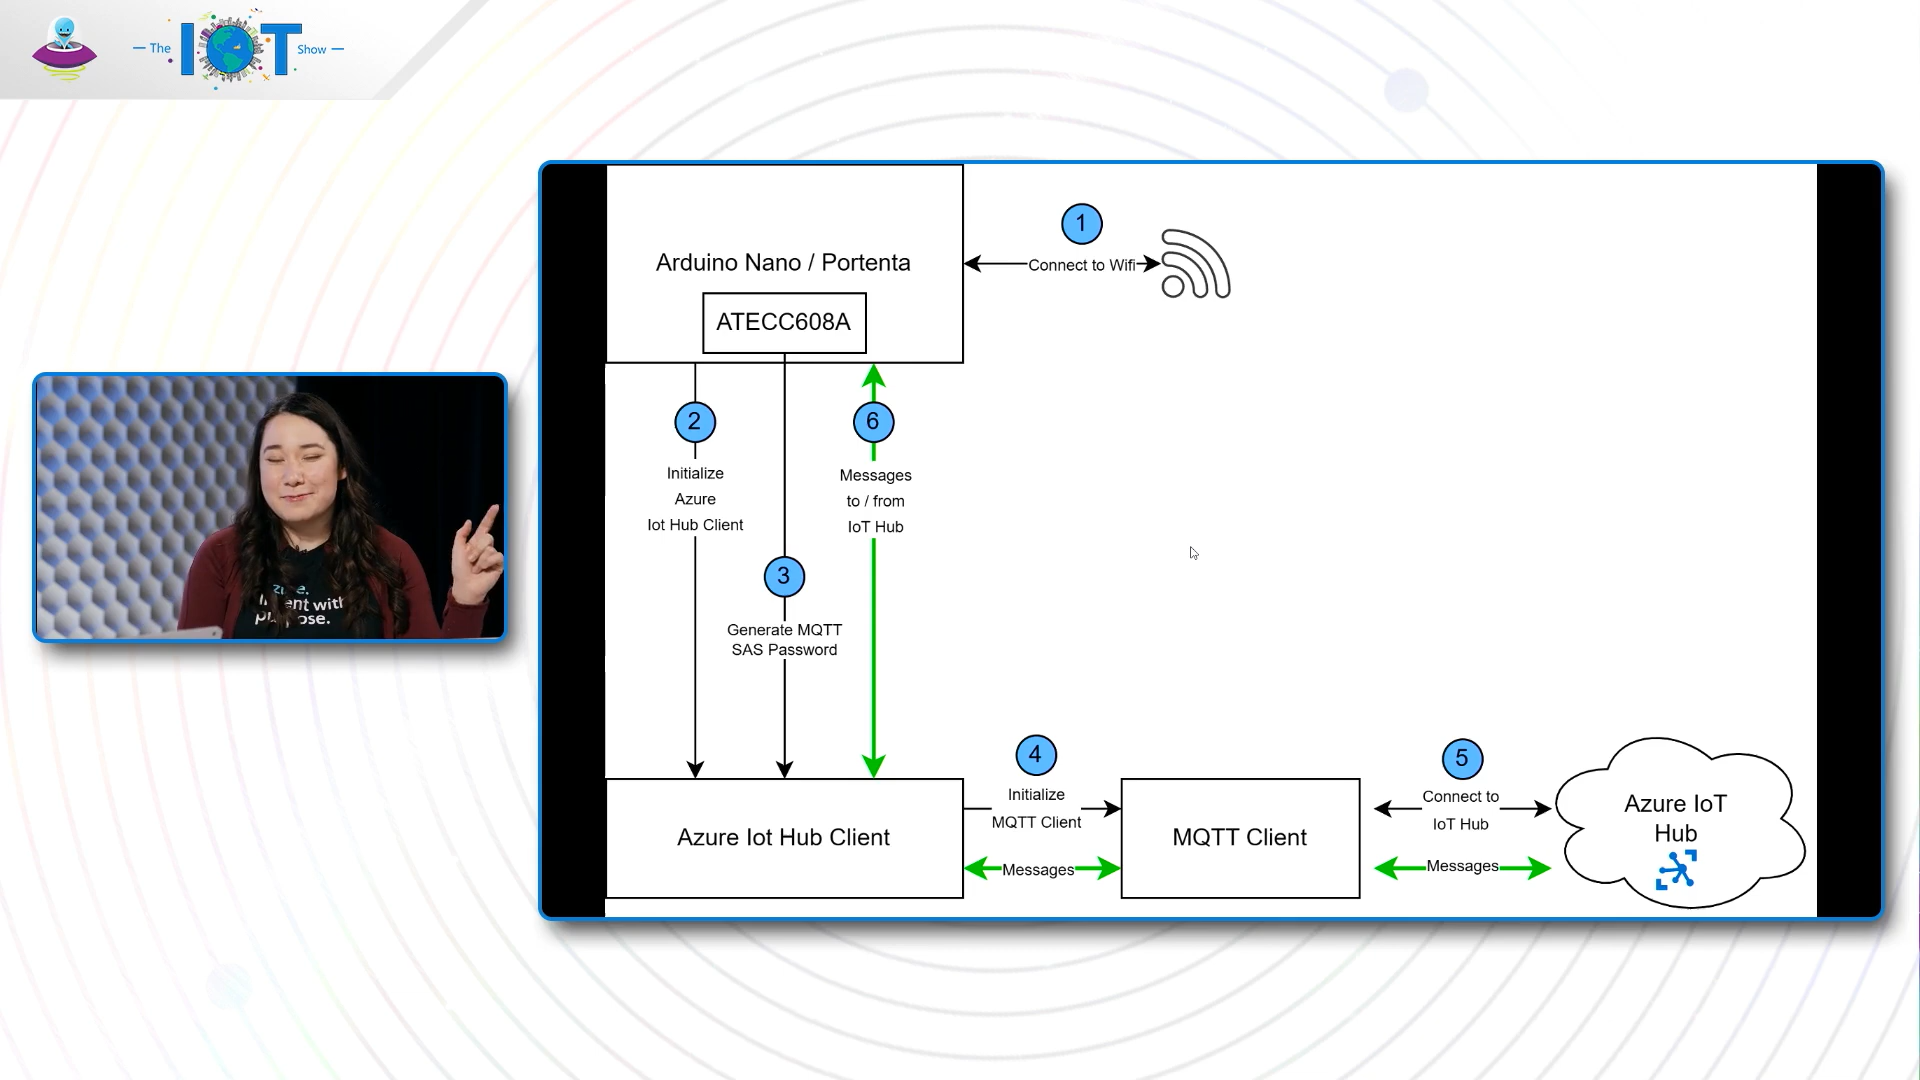 The IOT Show
1
Arduino Nano / Portenta
Connect to Wifi
ATECC608A
2
6
Initialize
Azure
Iot Hub Client
Messages
to / from
IoT Hub
3
Generate MQTT
SAS Password
4
5
Initialize
MQTT Client
Connect to
IoT Hub
Azure IoT
Hub
Azure Iot Hub Client
MQTT Client
Messages
Messages
with